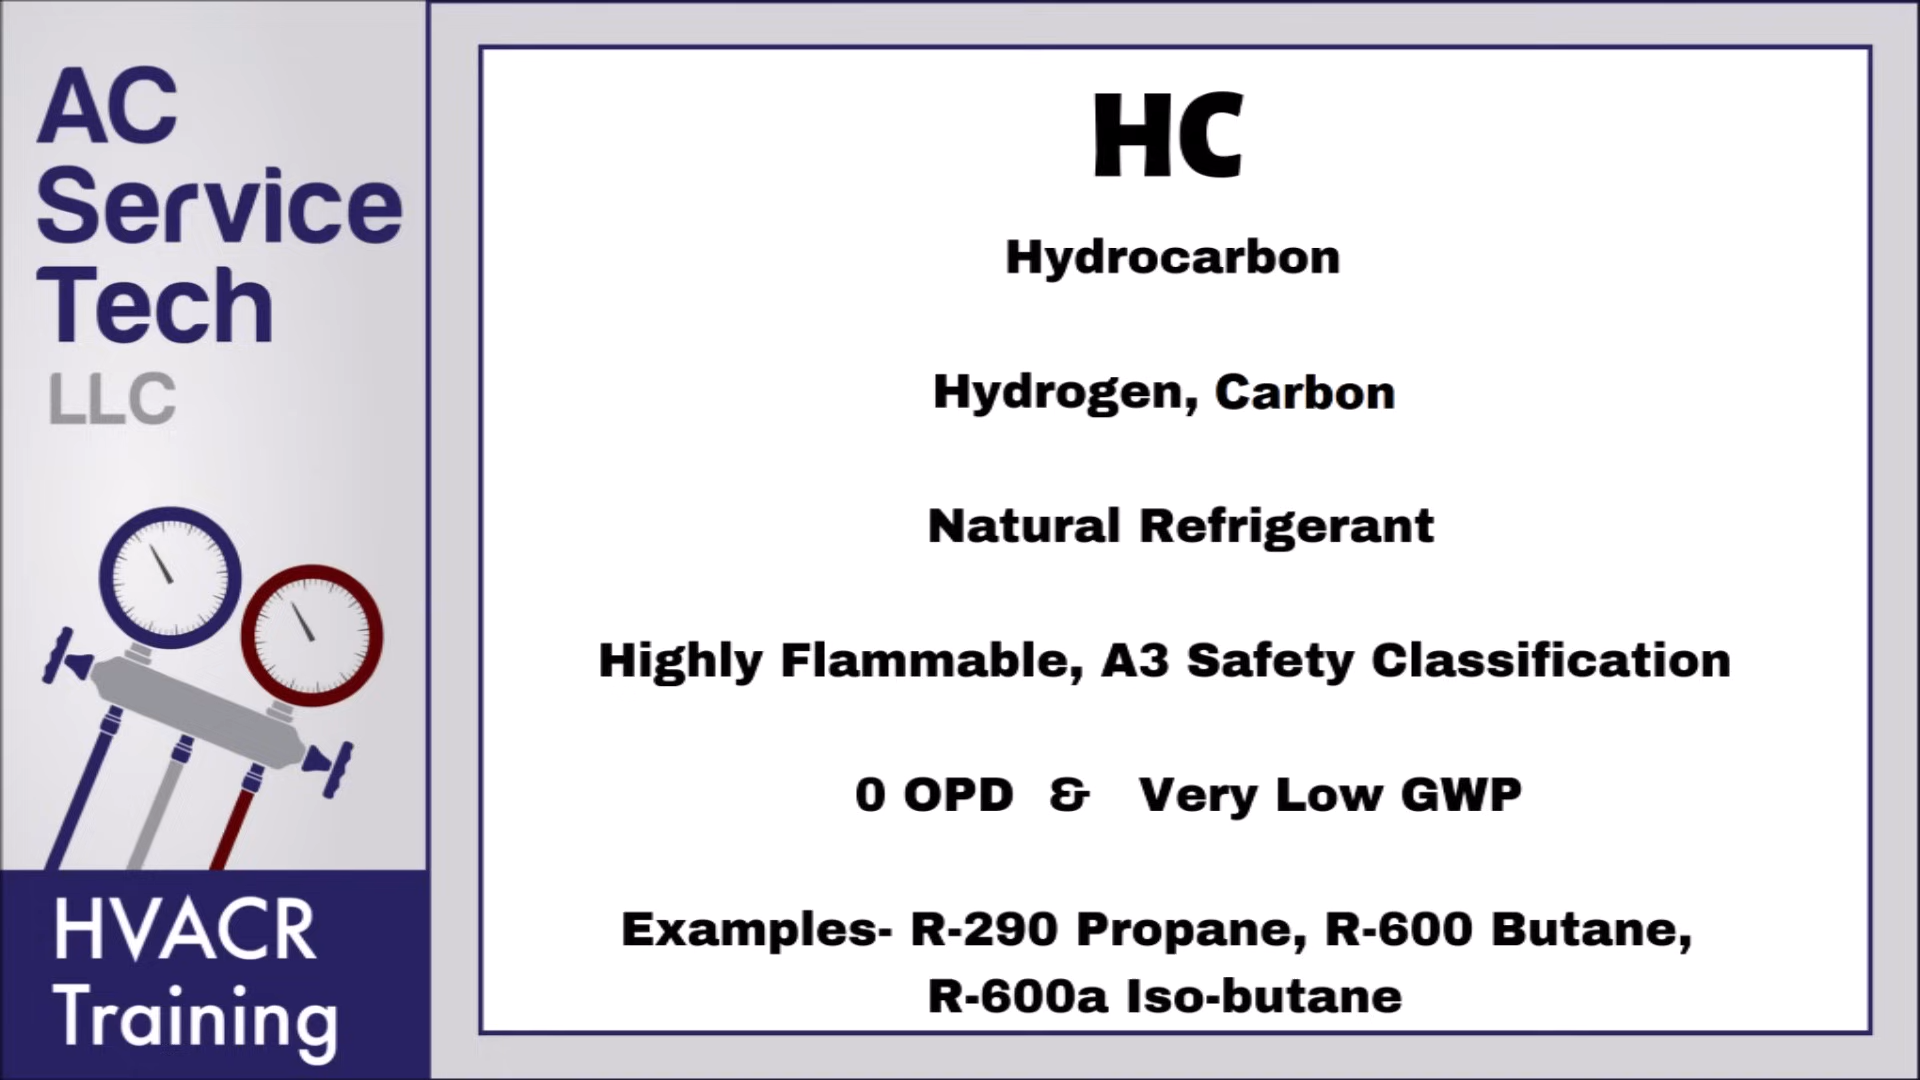 AC
Service
Tech
LLC
HVACR
Training
HC
Hydrocarbon
Hydrogen, Carbon
Natural Refrigerant
Highly Flammable, A3 Safety Classification
0 OPD & Very Low GWP
Examples- R-290 Propane, R-600 Butane,
R-600a Iso-butane